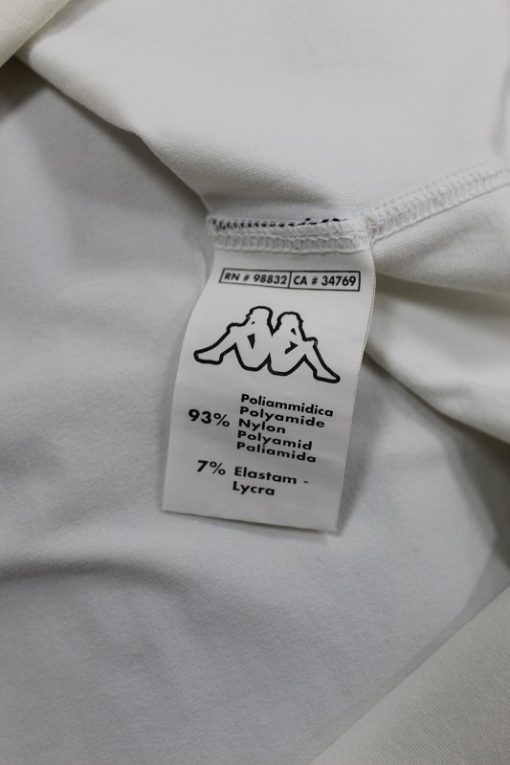 RN # 98832 CA # 34769
Poliammidica
Polyamide
93% Nylon
Polyamid
Paliamida
7% Elastam -
Lycra